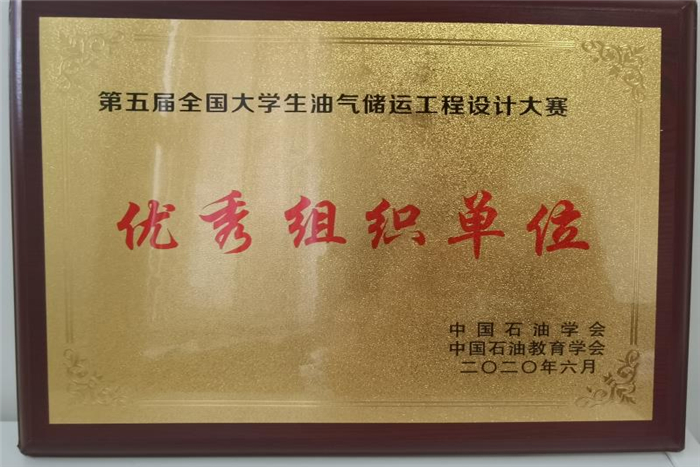 第五届全国大学生油气储运工程设计大赛
优秀组织单位
中国石油学会
中国石油教育学会
二〇二〇年六月